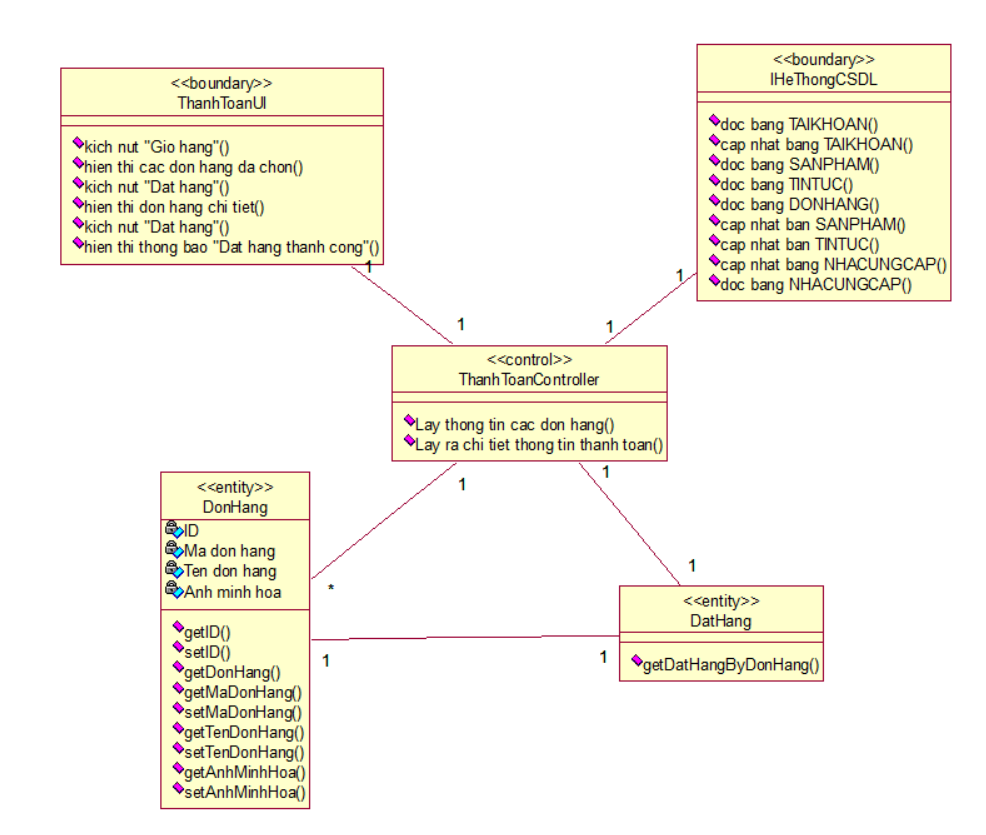 <<boundary>>
ThanhToanUI
kich nut "Gio hang"()
hien thi cac don hang da chon()
kich nut "Dat hang"()
hien thi don hang chi tiet()
kich nut "Dat hang"()
hien thi thong bao "Dat hang thanh cong"()
<<boundary>>
IHeThongCSDL
doc bang TAIKHOAN()
cap nhat bang TAIKHOAN()
doc bang SANPHAM()
doc bang TINTUC()
doc bang DONHANG()
cap nhat ban SANPHAM()
cap nhat ban TINTUC()
cap nhat bang NHACUNGCAP()
doc bang NHACUNGCAP()
1
1
1
1
<<control>>
ThanhToanController
Lay thong tin cac don hang()
Lay ra chi tiet thong tin thanh toan()
1
1
<<entity>>
DonHang
ID
Ma don hang
Ten don hang
Anh minh hoa
getID()
setID()
getDonHang()
getMaDonHang()
setMaDonHang()
getTenDonHang()
setTenDonHang()
getAnhMinhHoa()
setAnhMinhHoa()
*
1
1
1
<<entity>>
DatHang
getDatHangByDonHang()